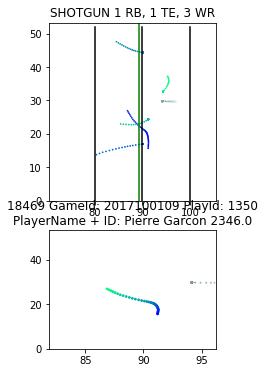 SHOTGUN 1 RB, 1 TE, 3 WR
50
40
30
20
10
0
80 90 100
18469 GameId: 2017100109 PlayId: 1350
PlayerName + ID: Pierre Garcon 2346.0
40
20
0
85 90 95